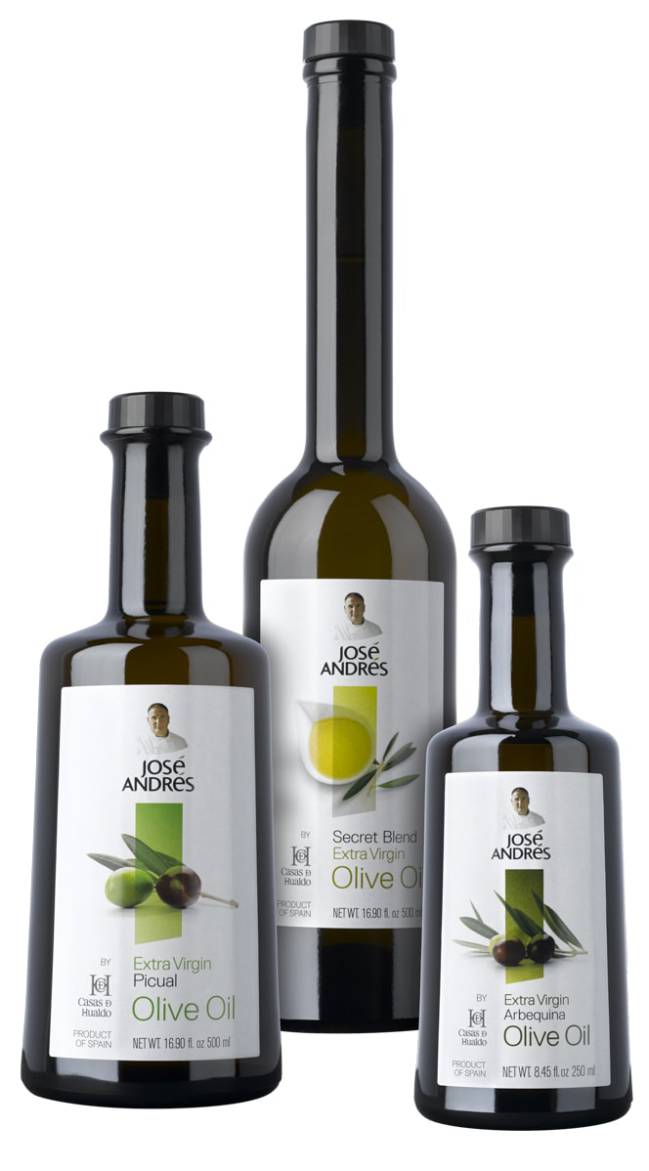 JOSÉ
ANDRÉS
BY
Casas D
Hualdo
PRODUCT
OF SPAIN
Extra Virgin
Picual
Olive Oil
NET WT. 16.90 fl. oz 500 ml
JOSÉ
ANDRÉS
BY
Casas D
Hualdo
PRODUCT
OF SPAIN
Secret Blend
Extra Virgin
Olive Oi
NET WT. 16.90 fl. oz 500 m
JOSÉ
ANDRÉS
BY
Casas D
Hualdo
PRODUCT
OF SPAIN
Extra Virgin
Arbequina
Olive Oil
NET WT. 8.45 fl. oz 250 ml